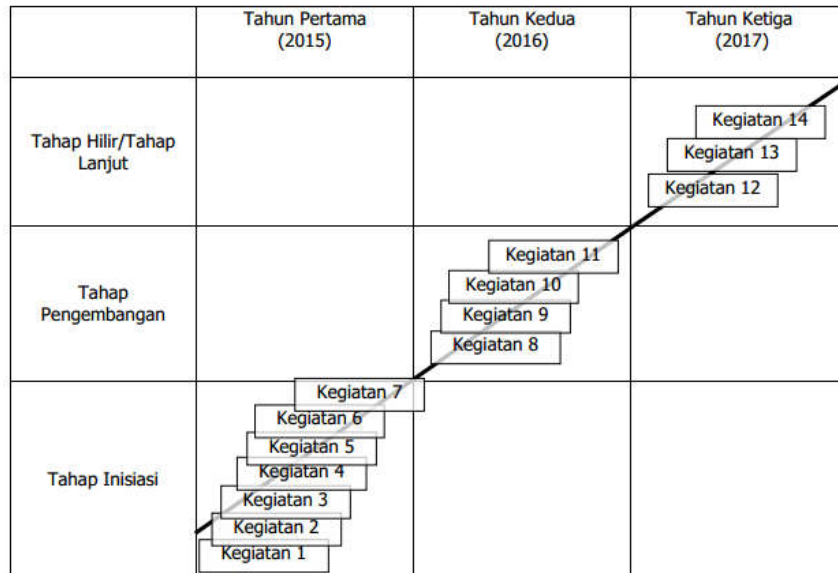 Tahun Pertama
(2015)
Tahun Kedua
(2016)
Tahun Ketiga
(2017)
Tahap Hilir/Tahap
Lanjut
Kegiatan 14
Kegiatan 13
Kegiatan 12
Tahap
Pengembangan
Kegiatan 11
Kegiatan 10
Kegiatan 9
Kegiatan 8
Tahap Inisiasi
Kegiatan 7
Kegiatan 6
Kegiatan 5
Kegiatan 4
Kegiatan 3
Kegiatan 2
Kegiatan 1